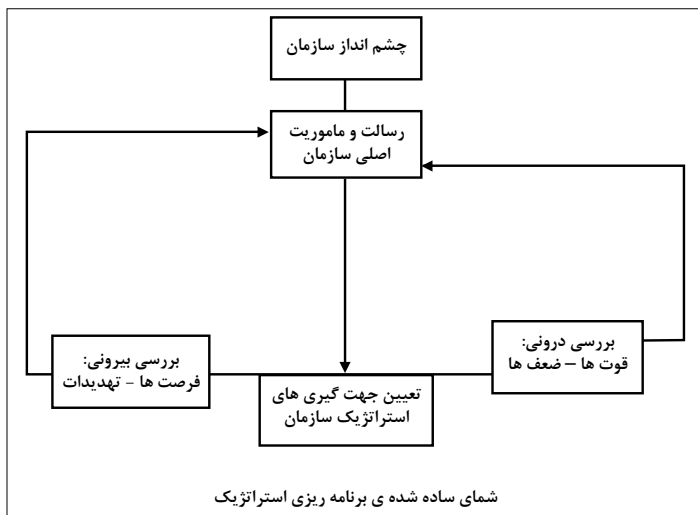 چشم انداز سازمان
رسالت و ماموریت
اصلی سازمان
بررسی درونی:
قوت ها – ضعف ها
بررسی بیرونی:
فرصت ها - تهدیدات
تعیین جهت گیری های
استراتژیک سازمان
شمای ساده شده ی برنامه ریزی استراتژیک